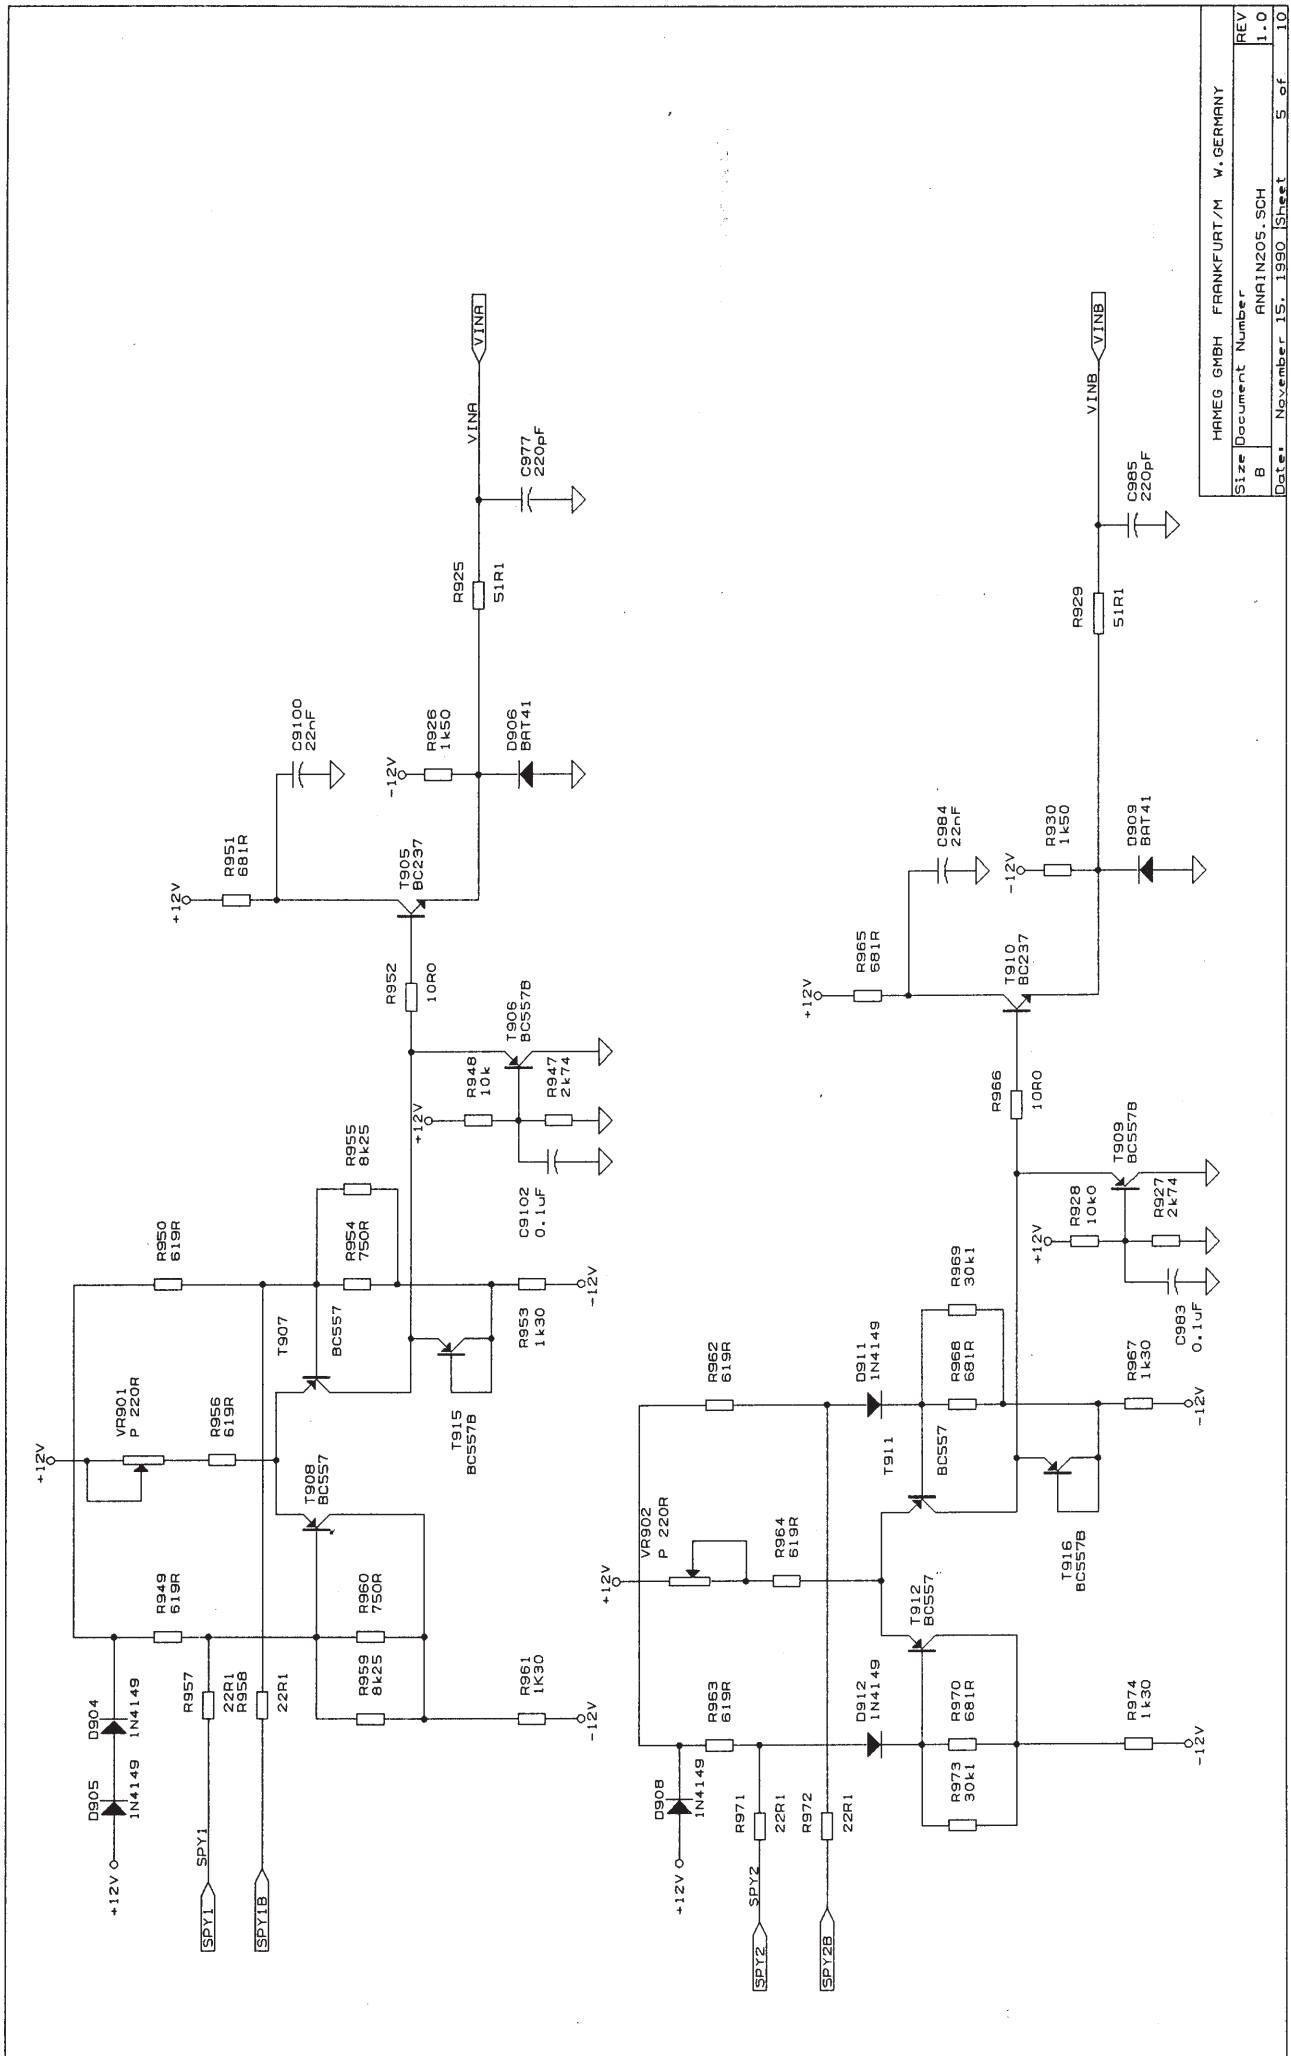 +12V
D905
1N4149
D904
1N4149
SPY1
SPY1
SPY1B
R957
22R1
R958
22R1
R949
619R
+12V
VR901
P 220R
R956
619R
R950
619R
T908
BC557
T907
BC557
R959
8k25
R960
750R
R961
1K30
-12V
R954
750R
R955
8k25
T915
BC557B
R953
1k30
-12V
C9102
0.1uF
+12V
R948
10k
R947
2k74
T906
BC557B
R952
10R0
T905
BC237
+12V
R951
681R
C9100
22nF
-12V
R926
1k50
D906
BAT41
R925
51R1
C977
220pF
VINA
VINA
+12V
D908
1N4149
SPY2
SPY2
SPY2B
R971
22R1
R972
22R1
R963
619R
+12V
VR902
P 220R
R964
619R
R962
619R
D912
1N4149
D911
1N4149
T912
BC557
T911
BC557
R973
30k1
R970
681R
R974
1k30
-12V
R968
681R
R969
30k1
T916
BC557B
R967
1k30
-12V
C983
0.1uF
+12V
R928
10k0
R927
2k74
T909
BC557B
R966
10R0
T910
BC237
+12V
R965
681R
C984
22nF
-12V
R930
1k50
D909
BAT41
R929
51R1
C985
220pF
VINB
VINB
HAMEG GMBH FRANKFURT/M W.GERMANY
Size Document Number REV
B ANAIN205.SCH 1.0
Date: November 15, 1990 Sheet 5 of 10